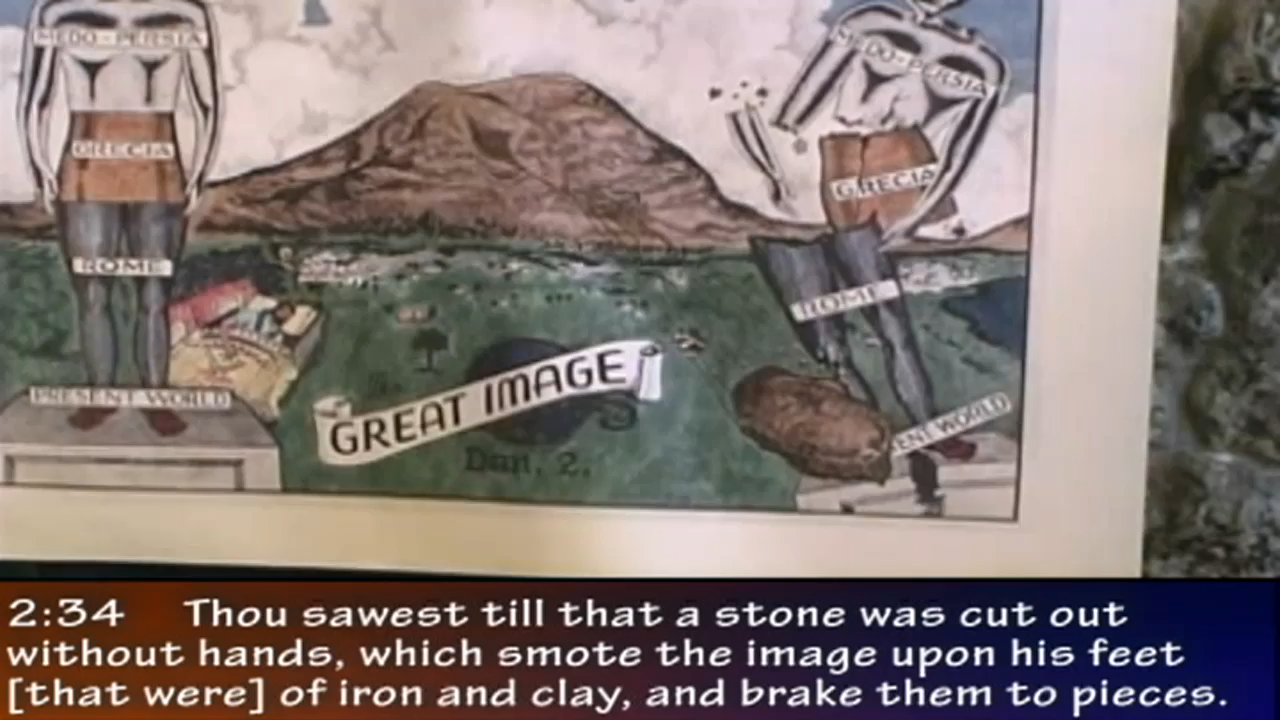 MEDO-PERSIA
MEDO-PERSIA
GRECIA
GRECIA
ROME
ROME
PRESENT WORLD
GREAT IMAGE
ENT WORLD
Dan. 2.
2:34 Thou sawest till that a stone was cut out
without hands, which smote the image upon his feet
[that were] of iron and clay, and brake them to pieces.